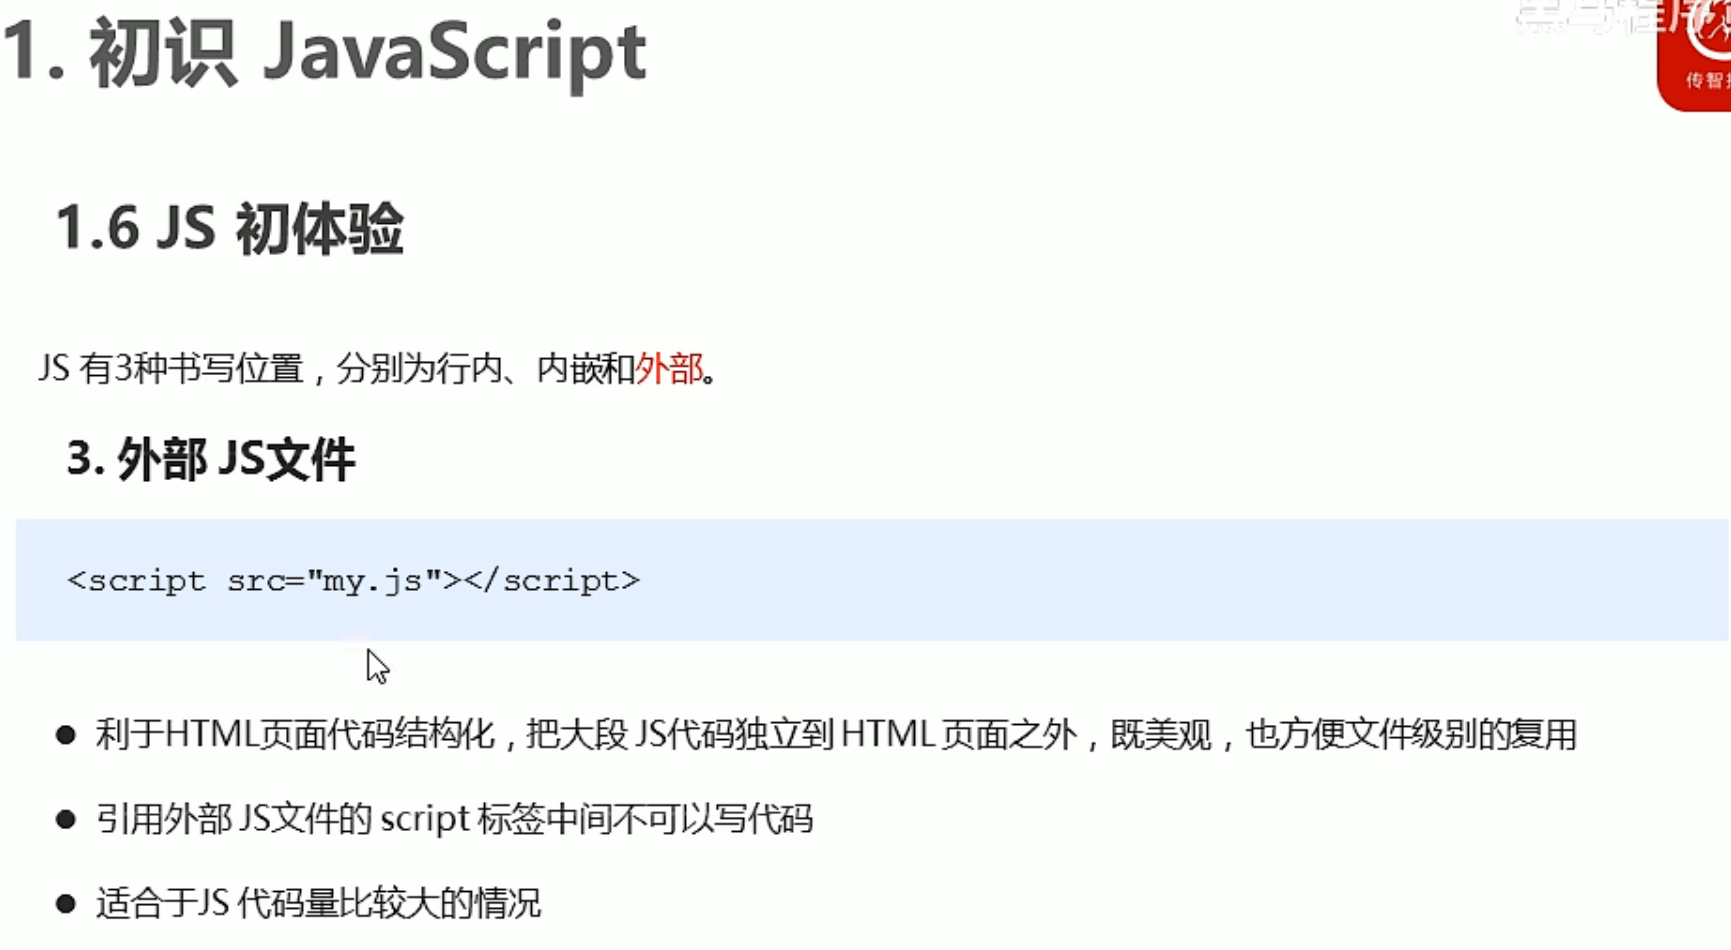 黑马程序
传智
1. 初识 JavaScript
1.6 JS 初体验
JS 有3种书写位置，分别为行内、内嵌和外部。
3. 外部 JS文件
<script src="my.js"></script>
利于HTML页面代码结构化，把大段 JS代码独立到 HTML 页面之外，既美观，也方便文件级别的复用
引用外部 JS文件的 script 标签中间不可以写代码
适合于JS 代码量比较大的情况